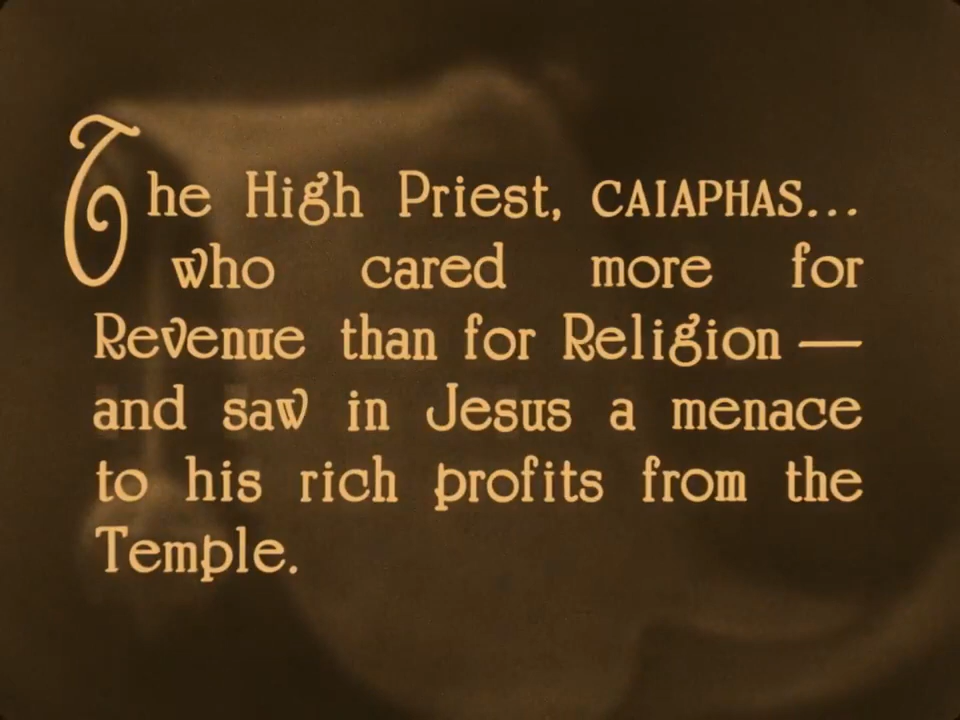 The High Priest, CAIAPHAS...
who cared more for
Revenue than for Religion —
and saw in Jesus a menace
to his rich profits from the
Temple.